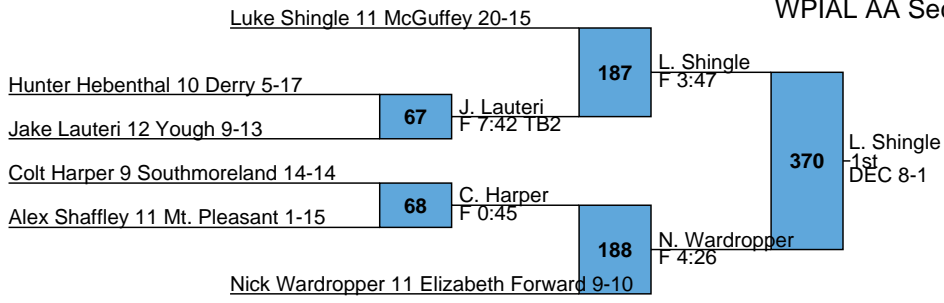 WPIAL AA Sec
Luke Shingle 11 McGuffey 20-15
187
L. Shingle
F 3:47
Hunter Hebenthal 10 Derry 5-17
67
J. Lauteri
F 7:42 TB2
Jake Lauteri 12 Yough 9-13
370
L. Shingle
1st
DEC 8-1
Colt Harper 9 Southmoreland 14-14
68
C. Harper
F 0:45
Alex Shaffley 11 Mt. Pleasant 1-15
188
N. Wardropper
F 4:26
Nick Wardropper 11 Elizabeth Forward 9-10